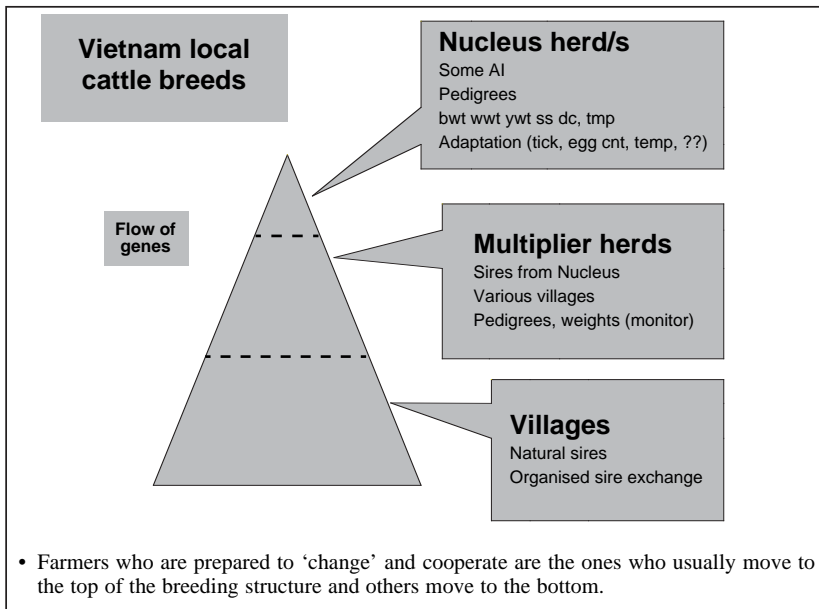 Vietnam local
cattle breeds
Nucleus herd/s
Some AI
Pedigrees
bwt wwt ywt ss dc, tmp
Adaptation (tick, egg cnt, temp, ??)
Flow of
genes
Multiplier herds
Sires from Nucleus
Various villages
Pedigrees, weights (monitor)
Villages
Natural sires
Organised sire exchange
• Farmers who are prepared to ‘change’ and cooperate are the ones who usually move to
the top of the breeding structure and others move to the bottom.